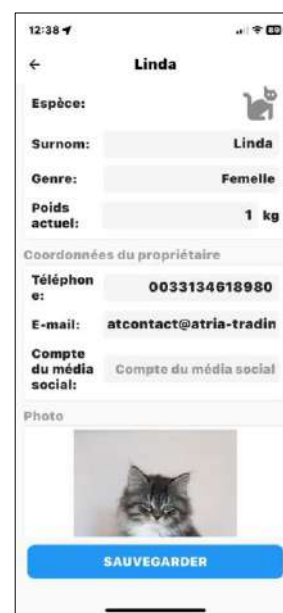 12:38
89
Linda
Espèce:
Surnom: Linda
Genre: Femelle
Poids
actuel: 1 kg
Coordonnées du propriétaire
Téléphon
e: 0033134618980
E-mail: atcontact@atria-tradin
Compte
du média
social: Compte du média social
Photo
SAUVEGARDER